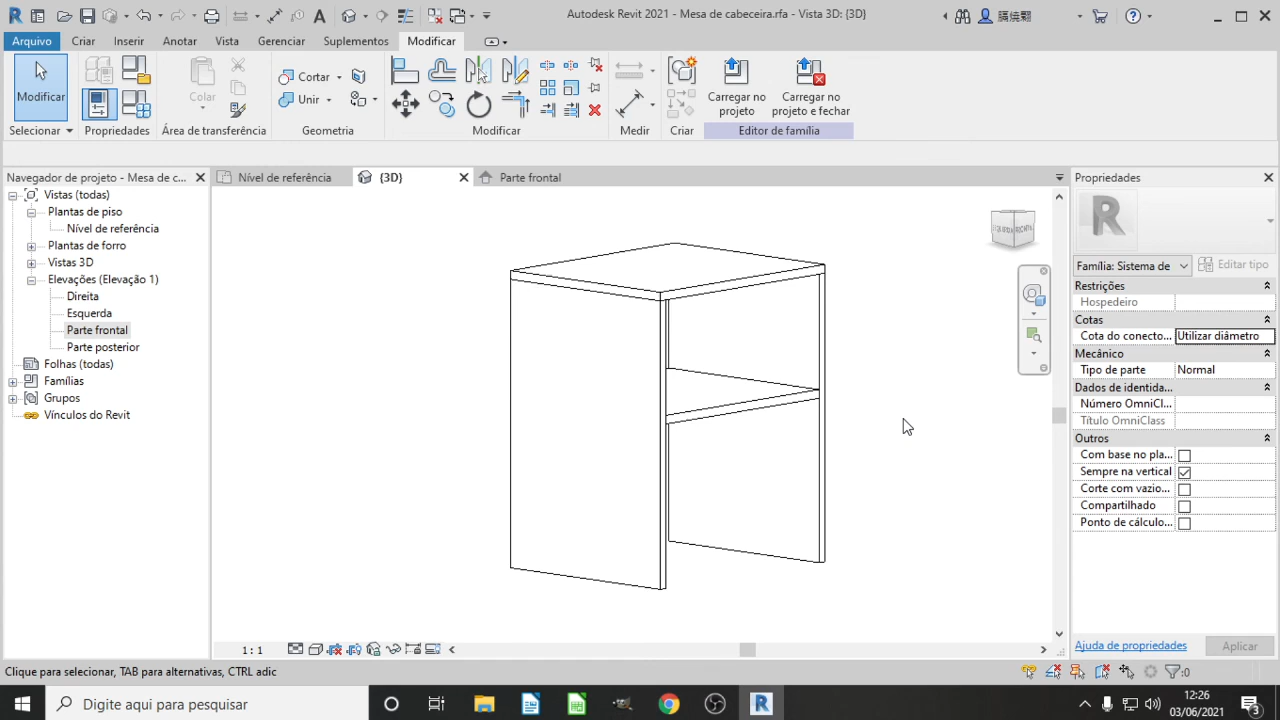 Autodesk Revit 2021 - Mesa de cabeceira.rfa - Vista 3D: {3D}
Arquivo Criar Inserir Anotar Vista Gerenciar Suplementos Modificar
Modificar
Colar
Cortar
Unir
Carregar no projeto
Carregar no projeto e fechar
Selecionar Propriedades Área de transferência Geometria Modificar Medir Criar Editor de família
Navegador de projeto - Mesa de c...
Nível de referência {3D} Parte frontal
Propriedades
Vistas (todas)
Plantas de piso
Nível de referência
Plantas de forro
Vistas 3D
Elevações (Elevação 1)
Direita
Esquerda
Parte frontal
Parte posterior
Folhas (todas)
Famílias
Grupos
Vínculos do Revit
Família: Sistema de Editar tipo
Restrições
Hospedeiro
Cotas
Cota do conecto... Utilizar diâmetro
Mecânico
Tipo de parte Normal
Dados de identida...
Número OmniCl...
Título OmniClass
Outros
Com base no pla...
Sempre na vertical
Corte com vazio...
Compartilhado
Ponto de cálculo...
Ajuda de propriedades Aplicar
1 : 1
Clique para selecionar, TAB para alternativas, CTRL adic
:0
Digite aqui para pesquisar
12:26
03/06/2021
3